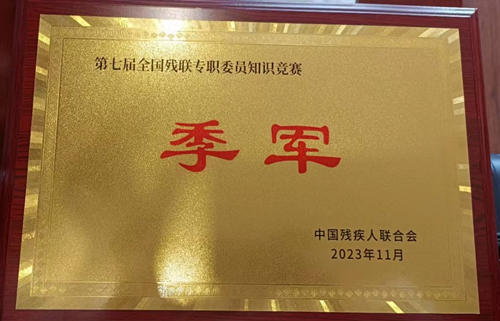 第七届全国残联专职委员知识竞赛
季军
中国残疾人联合会
2023年11月